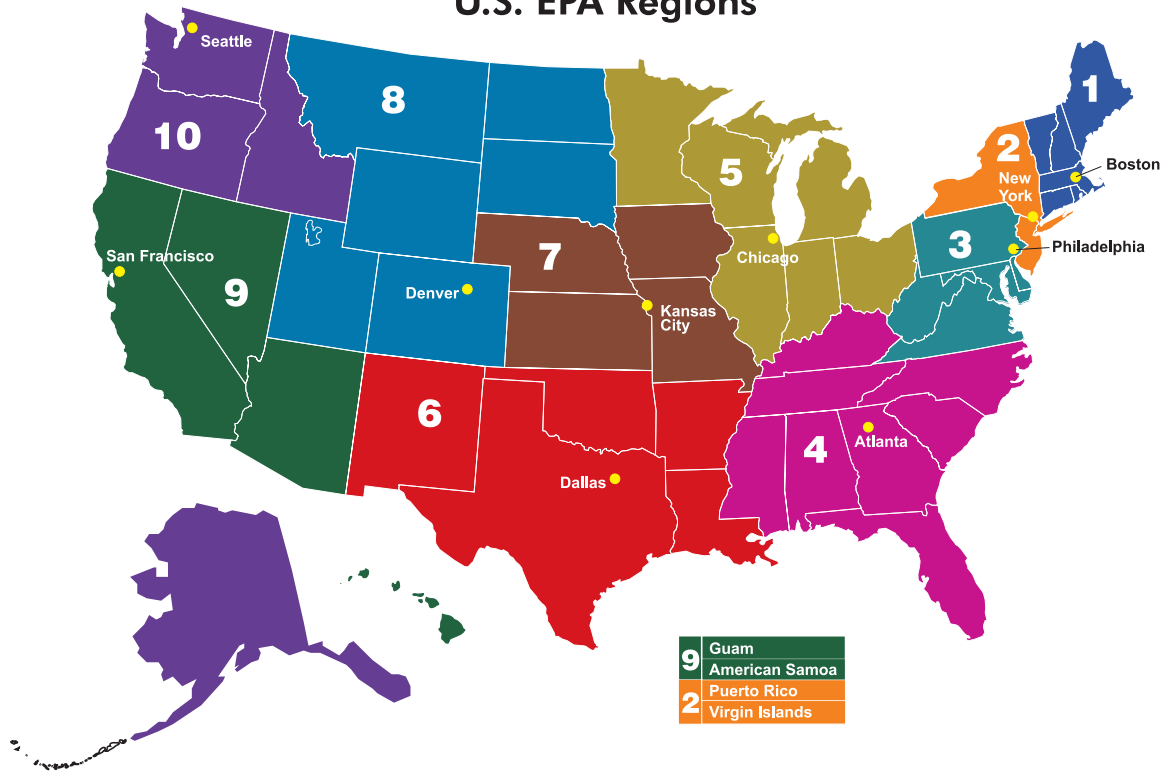 U.S. EPA Regions
Seattle
8
1
10
2
5
Boston
New
York
3
Philadelphia
San Francisco
7
Chicago
9
Denver
Kansas
City
6
4
Atlanta
Dallas
9
Guam
American Samoa
2
Puerto Rico
Virgin Islands